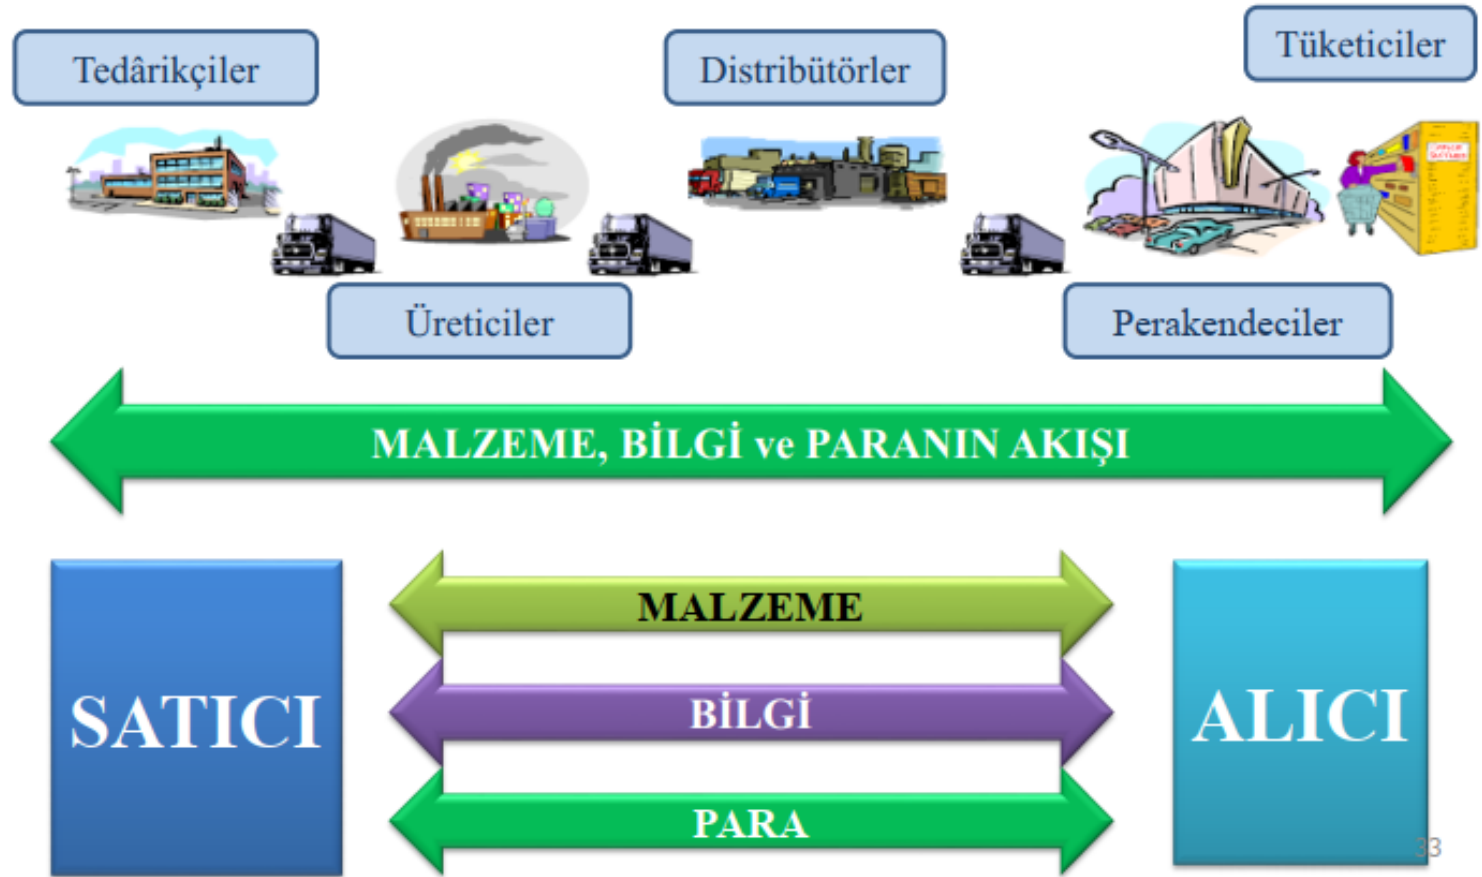 Tedârikçiler
Distribütörler
Tüketiciler
Üreticiler
Perakendeciler
MALZEME, BİLGİ ve PARANIN AKIŞI
SATICI
MALZEME
BİLGİ
PARA
ALICI
33